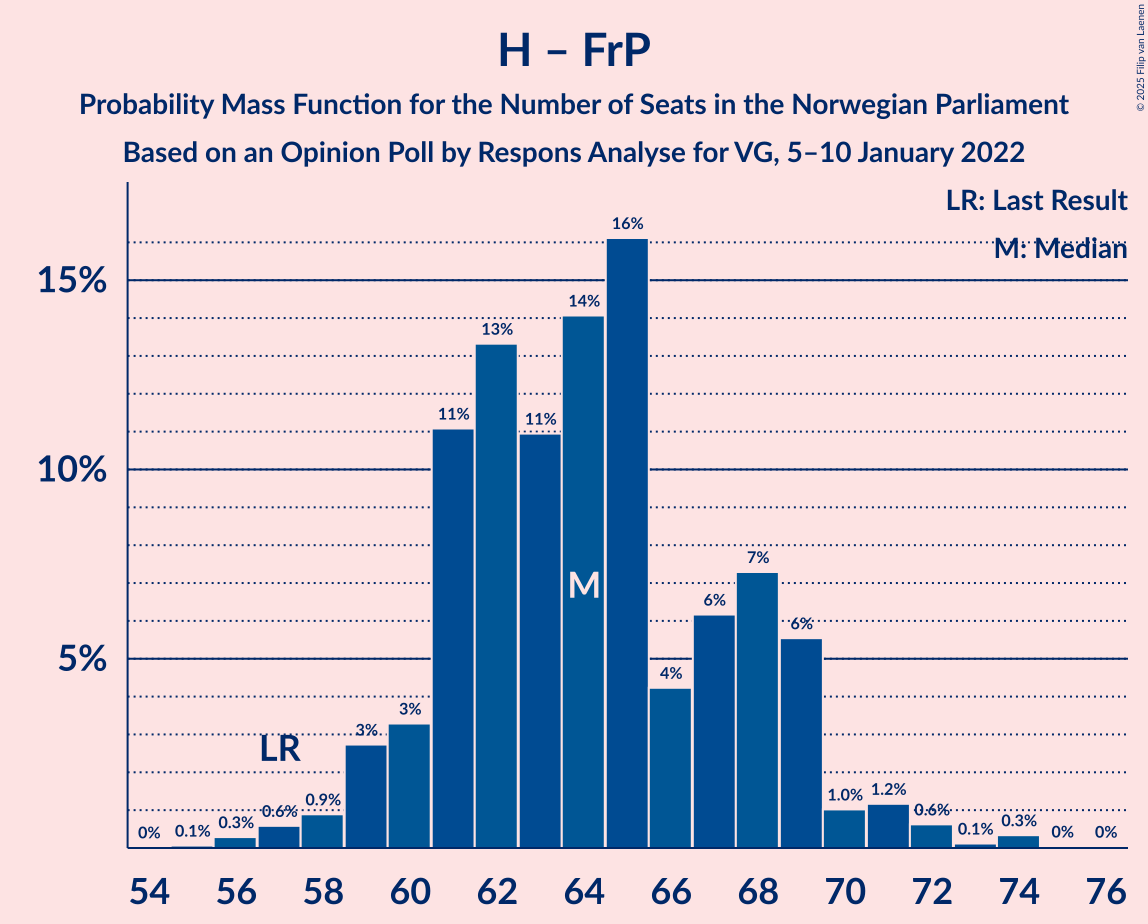 H – FrP
Probability Mass Function for the Number of Seats in the Norwegian Parliament
Based on an Opinion Poll by Respons Analyse for VG, 5–10 January 2022
© 2025 Filip van Laenen
LR: Last Result
M: Median
15%
10%
5%
0%
0.1%
0.3%
0.6%
0.9%
3%
3%
11%
13%
11%
14%
16%
4%
6%
7%
6%
1.0%
1.2%
0.6%
0.1%
0.3%
0%
0%
LR
M
54 56 58 60 62 64 66 68 70 72 74 76